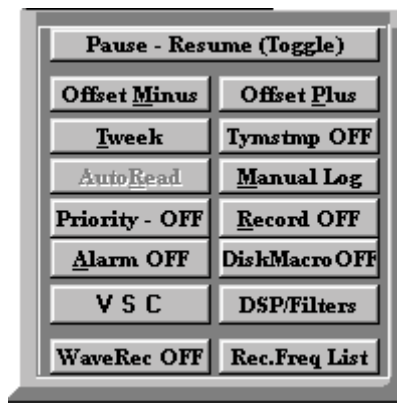 Pause - Resume (Toggle)
Offset Minus Offset Plus
Tweek Tymstmp OFF
AutoRead Manual Log
Priority - OFF Record OFF
Alarm OFF DiskMacro OFF
V S C DSP/Filters
WaveRec OFF Rec.Freq List